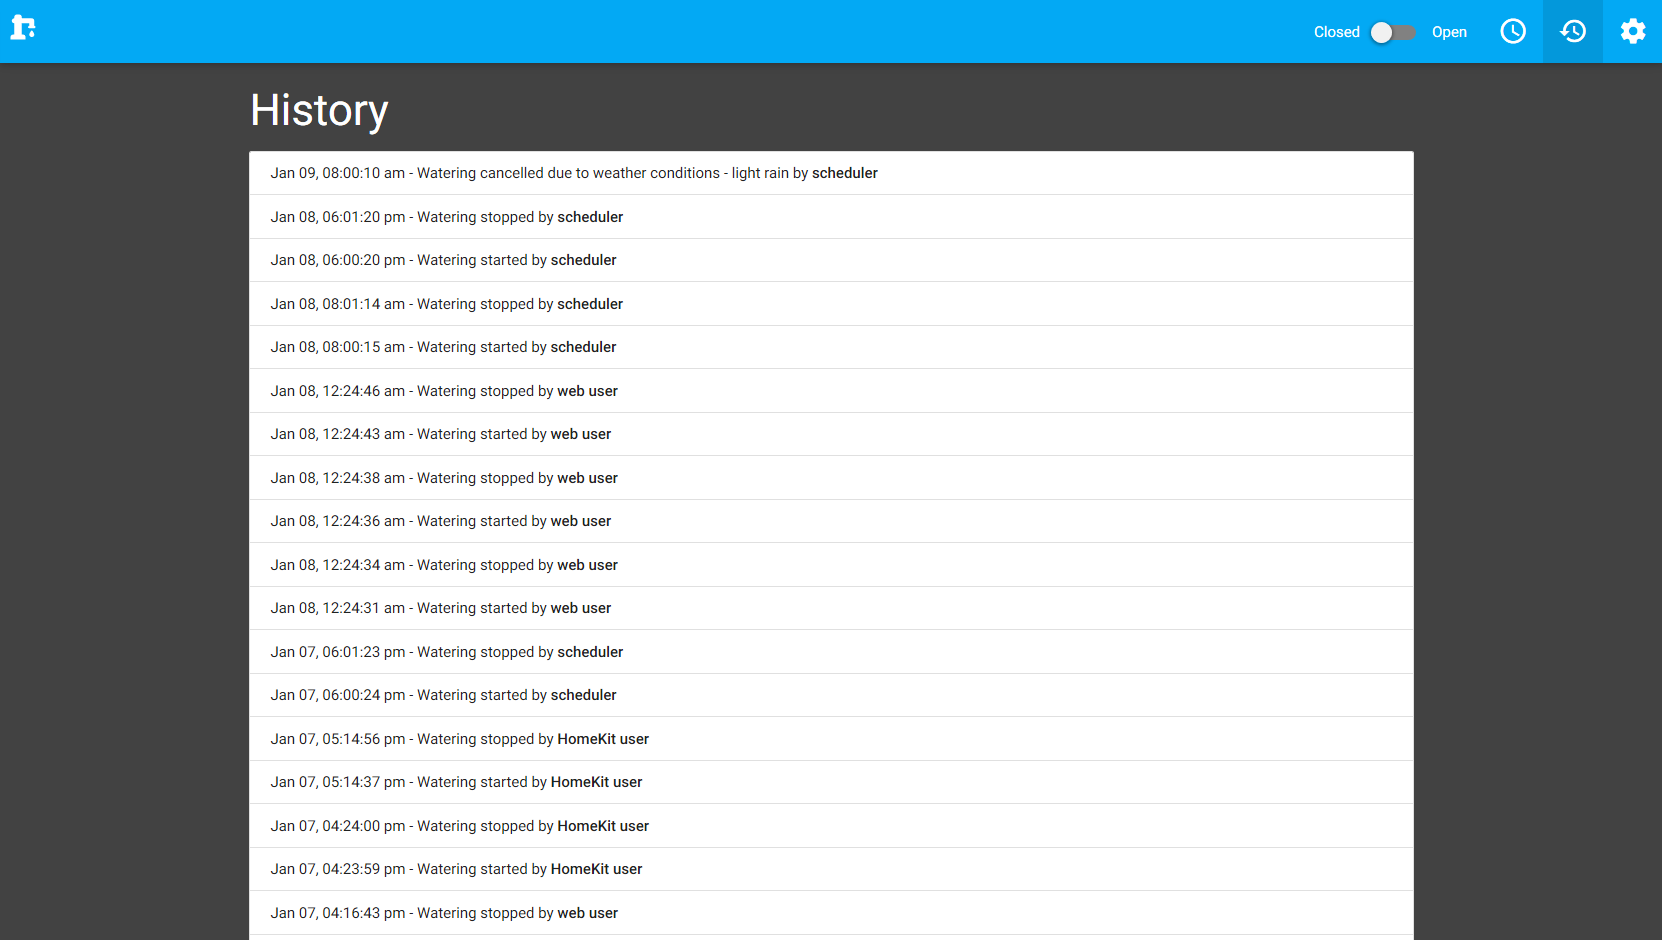 Closed Open
History
Jan 09, 08:00:10 am - Watering cancelled due to weather conditions - light rain by scheduler
Jan 08, 06:01:20 pm - Watering stopped by scheduler
Jan 08, 06:00:20 pm - Watering started by scheduler
Jan 08, 08:01:14 am - Watering stopped by scheduler
Jan 08, 08:00:15 am - Watering started by scheduler
Jan 08, 12:24:46 am - Watering stopped by web user
Jan 08, 12:24:43 am - Watering started by web user
Jan 08, 12:24:38 am - Watering stopped by web user
Jan 08, 12:24:36 am - Watering started by web user
Jan 08, 12:24:34 am - Watering stopped by web user
Jan 08, 12:24:31 am - Watering started by web user
Jan 07, 06:01:23 pm - Watering stopped by scheduler
Jan 07, 06:00:24 pm - Watering started by scheduler
Jan 07, 05:14:56 pm - Watering stopped by HomeKit user
Jan 07, 05:14:37 pm - Watering started by HomeKit user
Jan 07, 04:24:00 pm - Watering stopped by HomeKit user
Jan 07, 04:23:59 pm - Watering started by HomeKit user
Jan 07, 04:16:43 pm - Watering stopped by web user